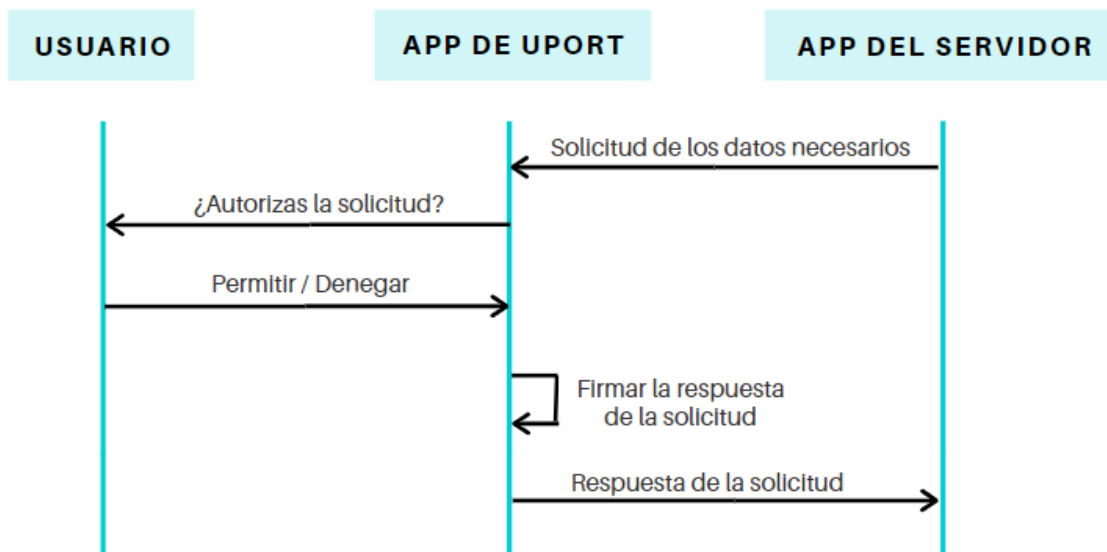 USUARIO
APP DE UPORT
APP DEL SERVIDOR
Solicitud de los datos necesarios
¿Autorizas la solicitud?
Permitir / Denegar
Firmar la respuesta
de la solicitud
Respuesta de la solicitud